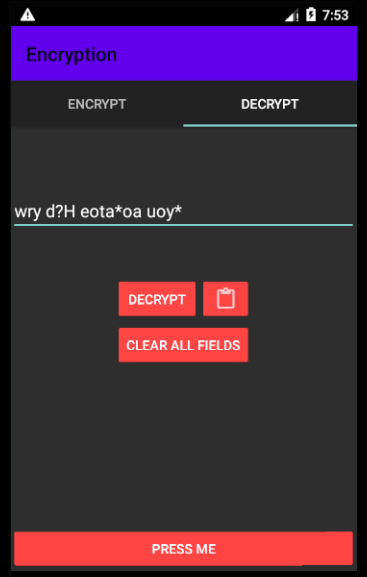 7:53
Encryption
ENCRYPT DECRYPT
wry d?H eota*oa uoy*
DECRYPT
CLEAR ALL FIELDS
PRESS ME